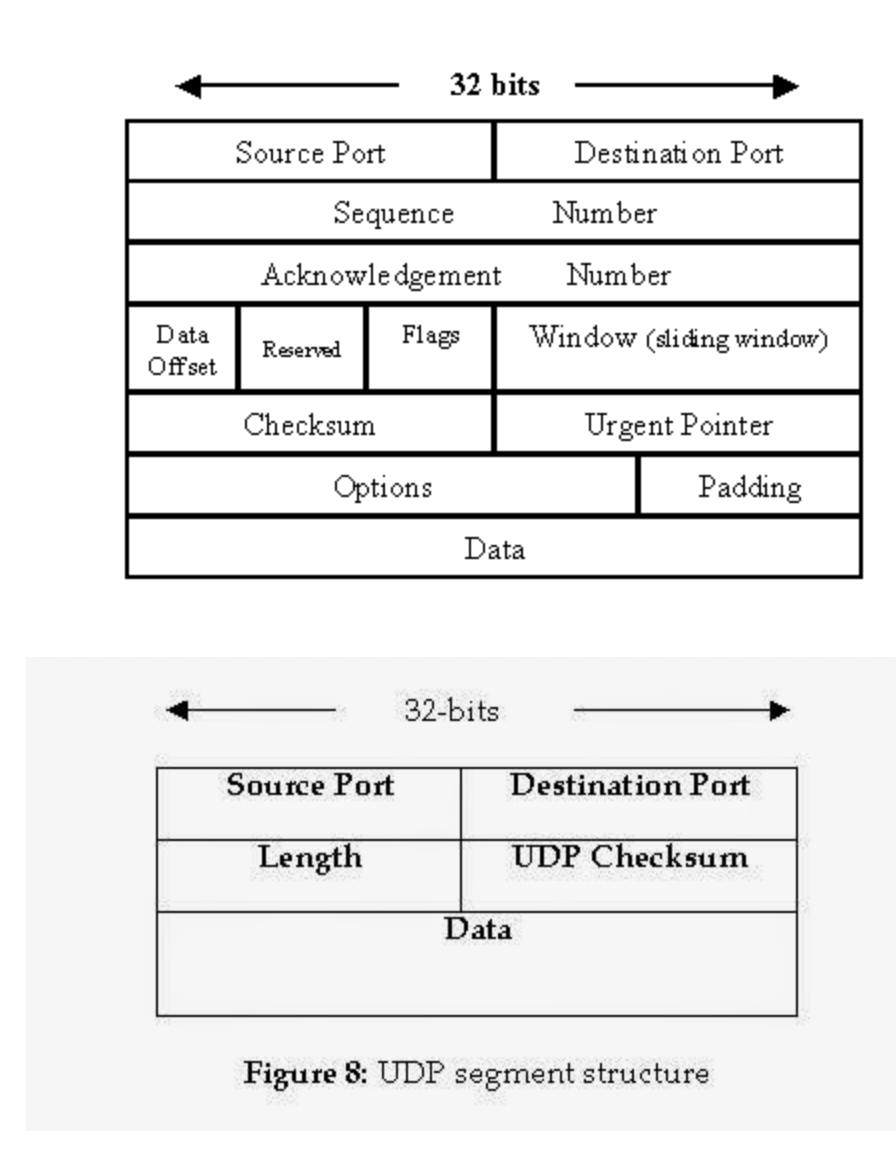 32 bits
Source Port Destination Port
Sequence Number
Acknowledgement Number
Data Offset Reserved Flags Window (sliding window)
Checksum Urgent Pointer
Options Padding
Data
32-bits
Source Port Destination Port
Length UDP Checksum
Data
Figure 8: UDP segment structure